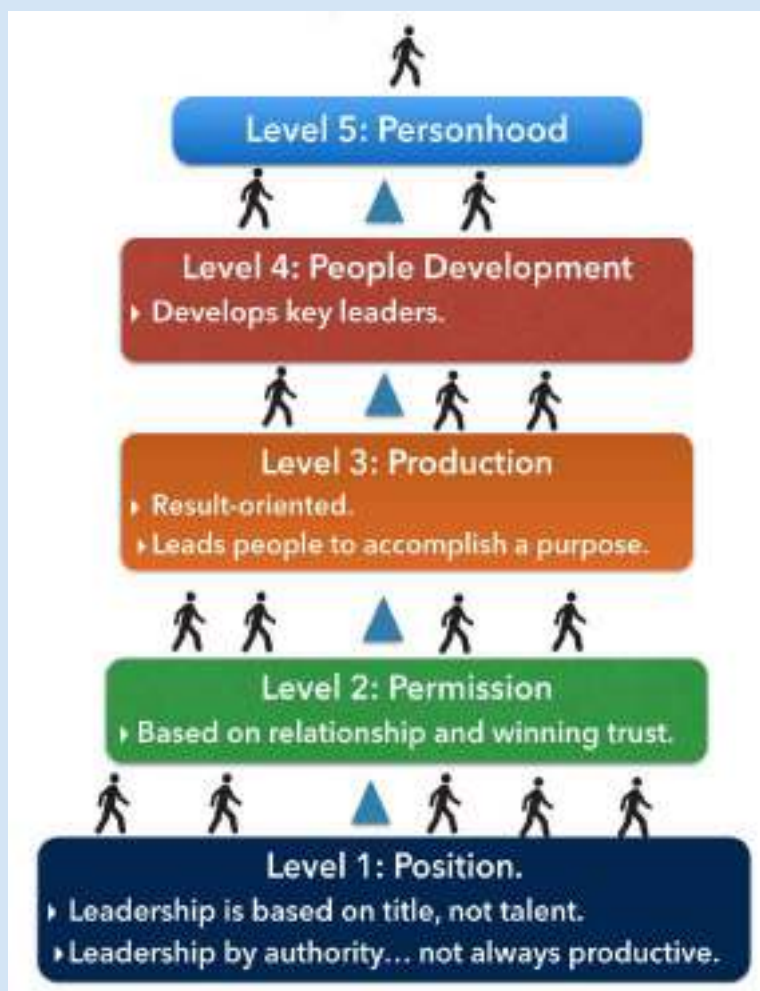 Level 5: Personhood
Level 4: People Development
Develops key leaders.
Level 3: Production
Result-oriented.
Leads people to accomplish a purpose.
Level 2: Permission
Based on relationship and winning trust.
Level 1: Position.
Leadership is based on title, not talent.
Leadership by authority... not always productive.